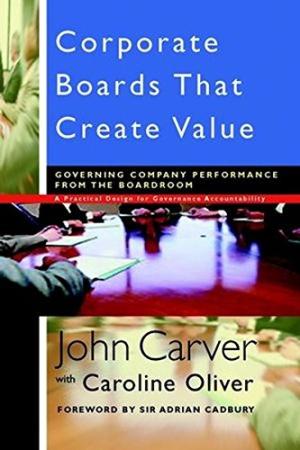 Corporate
Boards That
Create Value
GOVERNING COMPANY PERFORMANCE
FROM THE BOARDROOM
A Practical Design for Governance Accountability
John Carver
with Caroline Oliver
FOREWORD BY SIR ADRIAN CADBURY